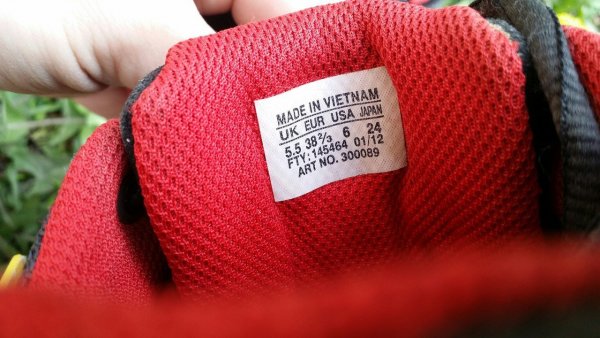 MADE IN VIETNAM
UK EUR USA JAPAN
5.5 38⅔ 6 24
FTY: 145464 01/12
ART NO. 300089